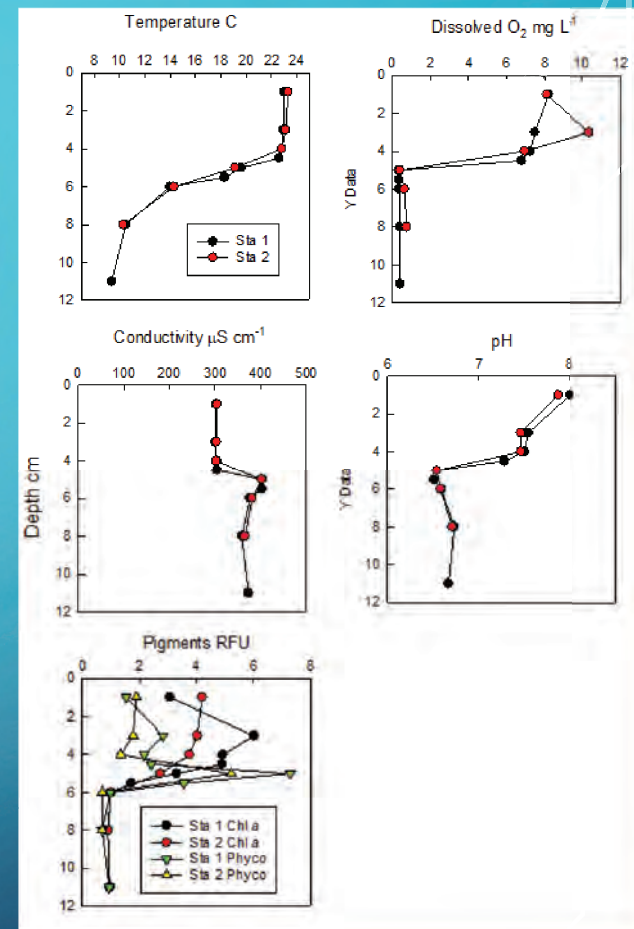 Temperature C
8 10 12 14 16 18 20 22 24
0
2
4
6
8
10
12
Sta 1
Sta 2
Dissolved O₂ mg L⁻¹
0 2 4 6 8 10 12
Y Data
0
2
4
6
8
10
12
Conductivity µS cm⁻¹
0 100 200 300 400 500
Depth cm
0
2
4
6
8
10
12
pH
6 7 8
Y Data
0
2
4
6
8
10
12
Pigments RFU
0 2 4 6 8
0
2
4
6
8
10
12
Sta 1 Chl a
Sta 2 Chl a
Sta 1 Phyco
Sta 2 Phyco